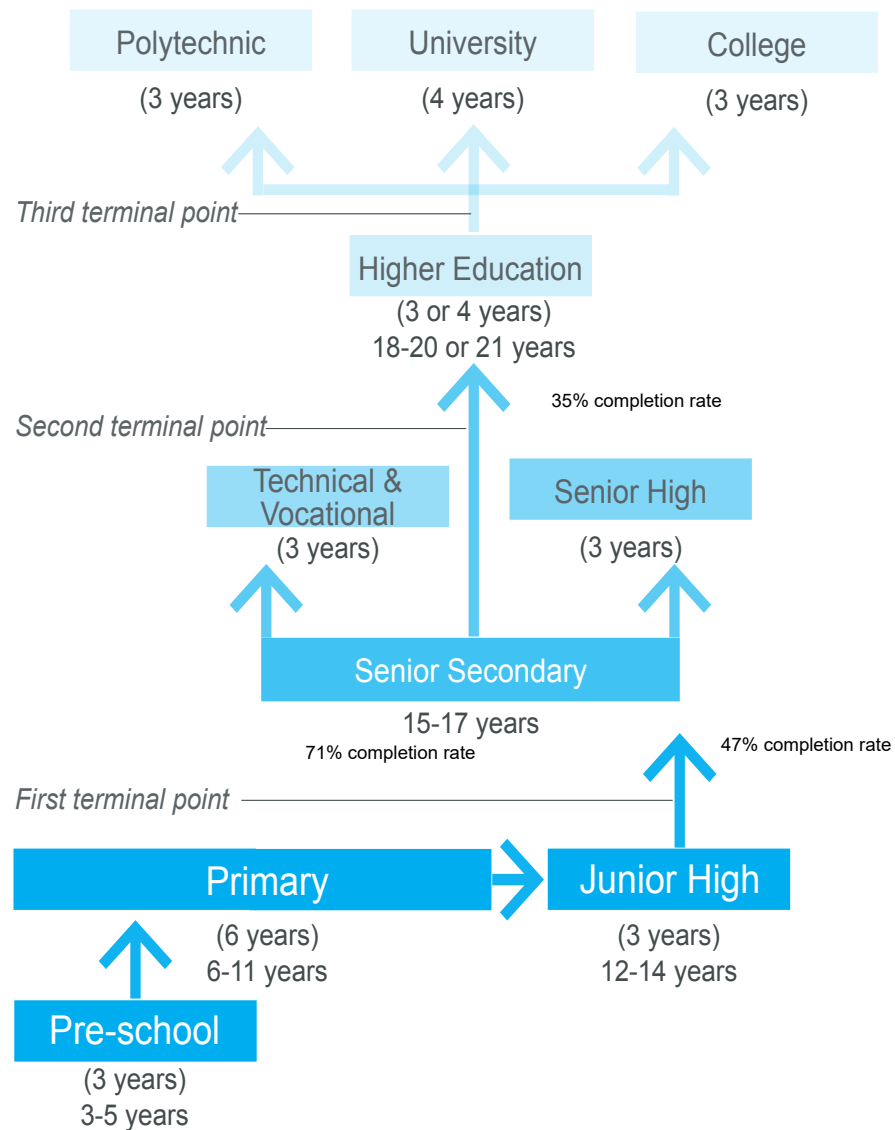 Polytechnic
University
College
(3 years)
(4 years)
(3 years)
Third terminal point
Higher Education
(3 or 4 years)
18-20 or 21 years
35% completion rate
Second terminal point
Technical &
Vocational
(3 years)
Senior High
(3 years)
Senior Secondary
15-17 years
71% completion rate
47% completion rate
First terminal point
Primary
Junior High
(6 years)
6-11 years
(3 years)
12-14 years
Pre-school
(3 years)
3-5 years